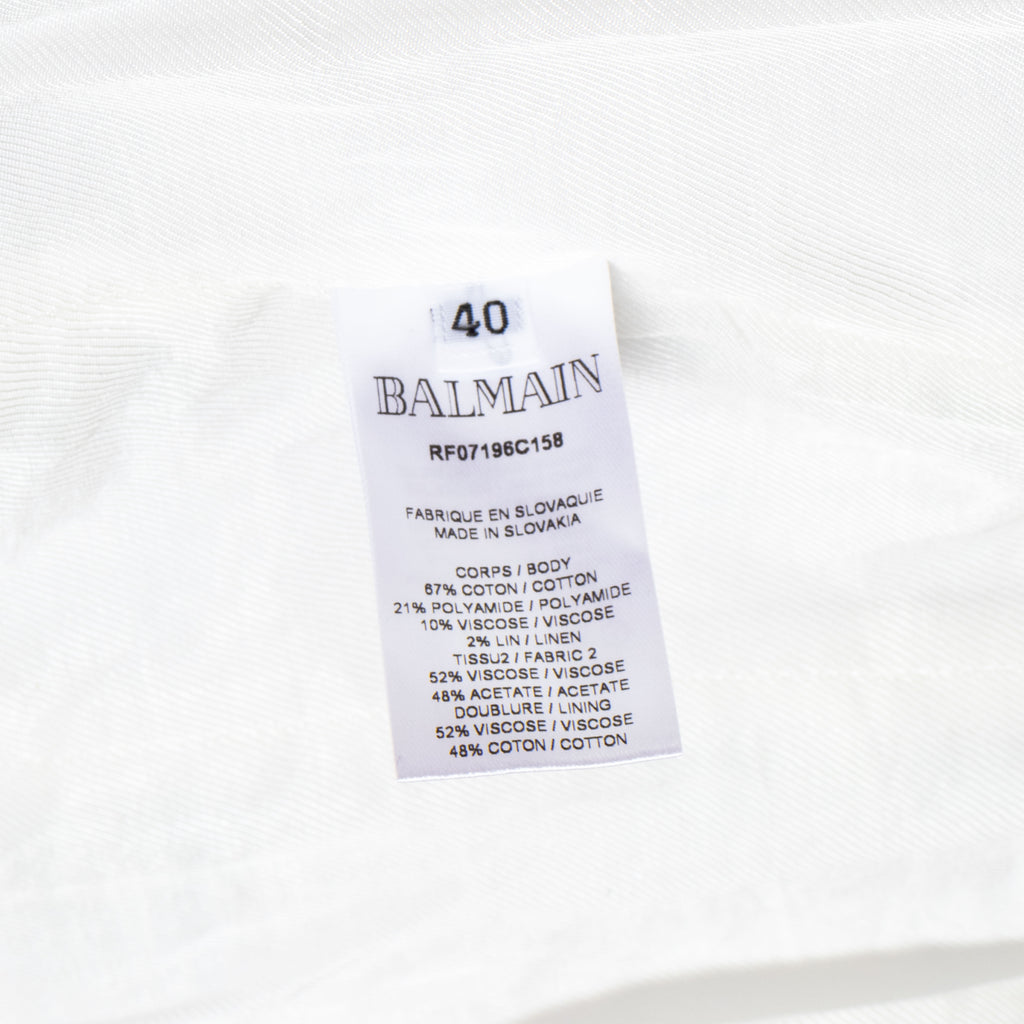 40
BALMAIN
RF07196C158
FABRIQUE EN SLOVAQUIE
MADE IN SLOVAKIA
CORPS / BODY
67% COTON / COTTON
21% POLYAMIDE / POLYAMIDE
10% VISCOSE / VISCOSE
2% LIN / LINEN
TISSU2 / FABRIC 2
52% VISCOSE / VISCOSE
48% ACETATE / ACETATE
DOUBLURE / LINING
52% VISCOSE / VISCOSE
48% COTON / COTTON